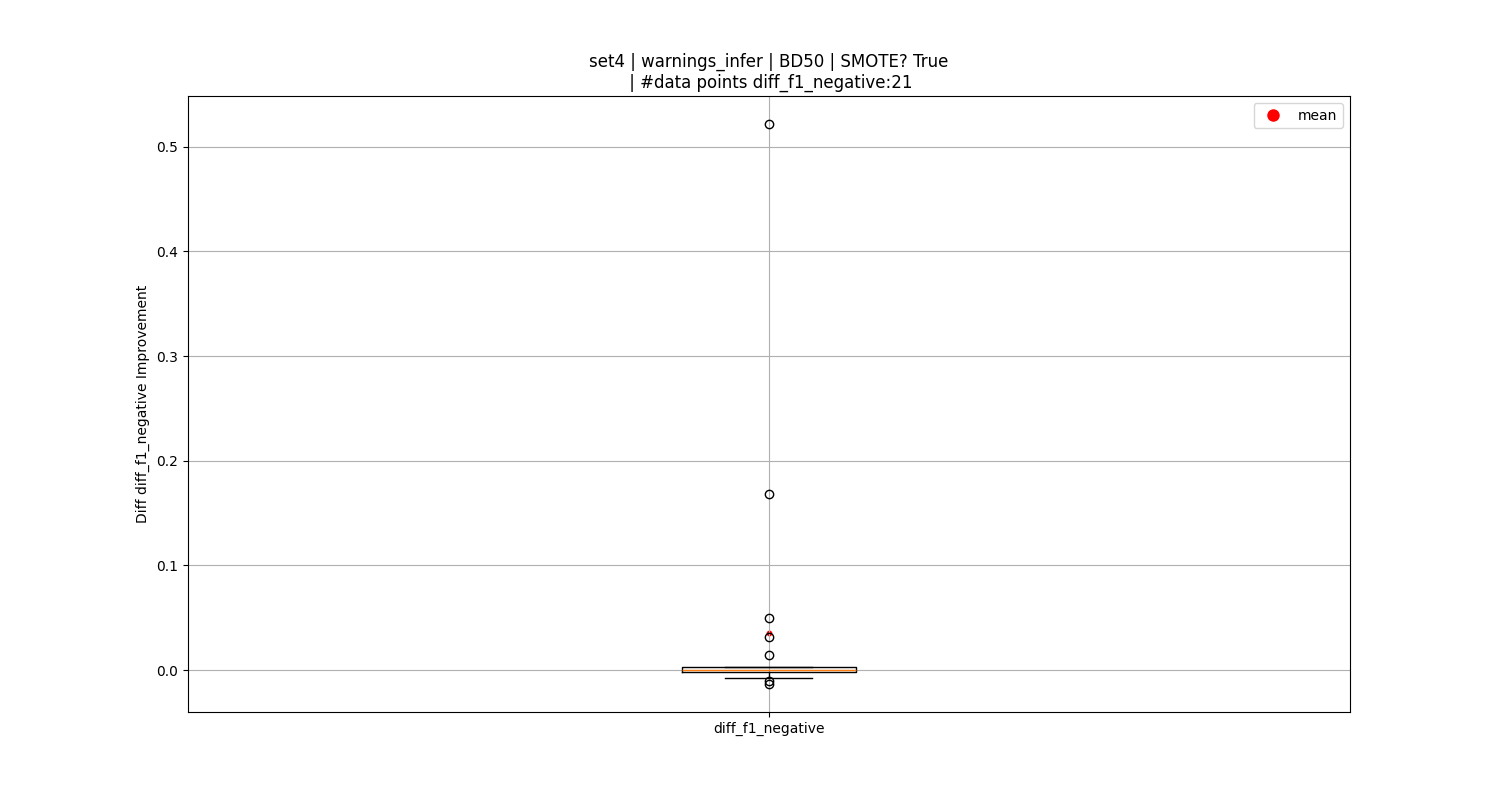 set4 | warnings_infer | BD50 | SMOTE? True
| #data points diff_f1_negative:21
mean
0.5
0.4
0.3
0.2
0.1
0.0
Diff diff_f1_negative Improvement
diff_f1_negative